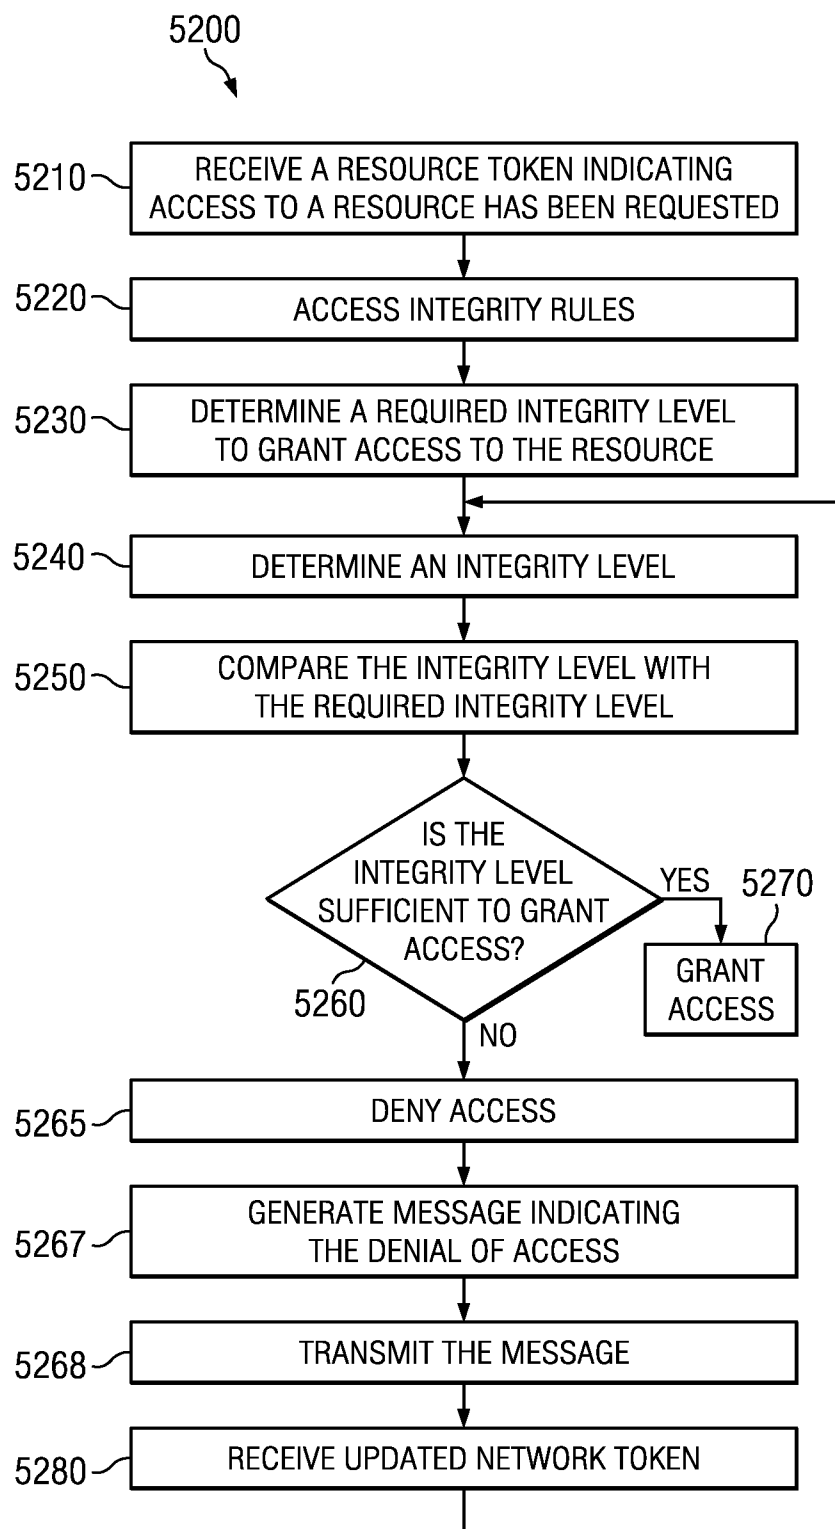 5200
5210
RECEIVE A RESOURCE TOKEN INDICATING
ACCESS TO A RESOURCE HAS BEEN REQUESTED
5220
ACCESS INTEGRITY RULES
5230
DETERMINE A REQUIRED INTEGRITY LEVEL
TO GRANT ACCESS TO THE RESOURCE
5240
DETERMINE AN INTEGRITY LEVEL
5250
COMPARE THE INTEGRITY LEVEL WITH
THE REQUIRED INTEGRITY LEVEL
IS THE
INTEGRITY LEVEL
SUFFICIENT TO GRANT
ACCESS?
5260
YES
5270
GRANT
ACCESS
NO
5265
DENY ACCESS
5267
GENERATE MESSAGE INDICATING
THE DENIAL OF ACCESS
5268
TRANSMIT THE MESSAGE
5280
RECEIVE UPDATED NETWORK TOKEN